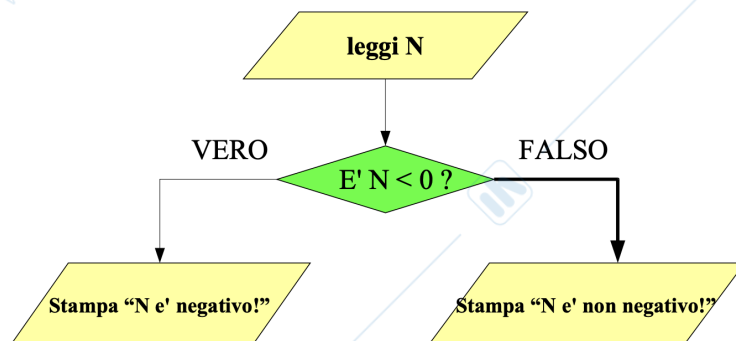 leggi N
VERO
FALSO
E' N < 0 ?
Stampa “N e' negativo!”
Stampa “N e' non negativo!”